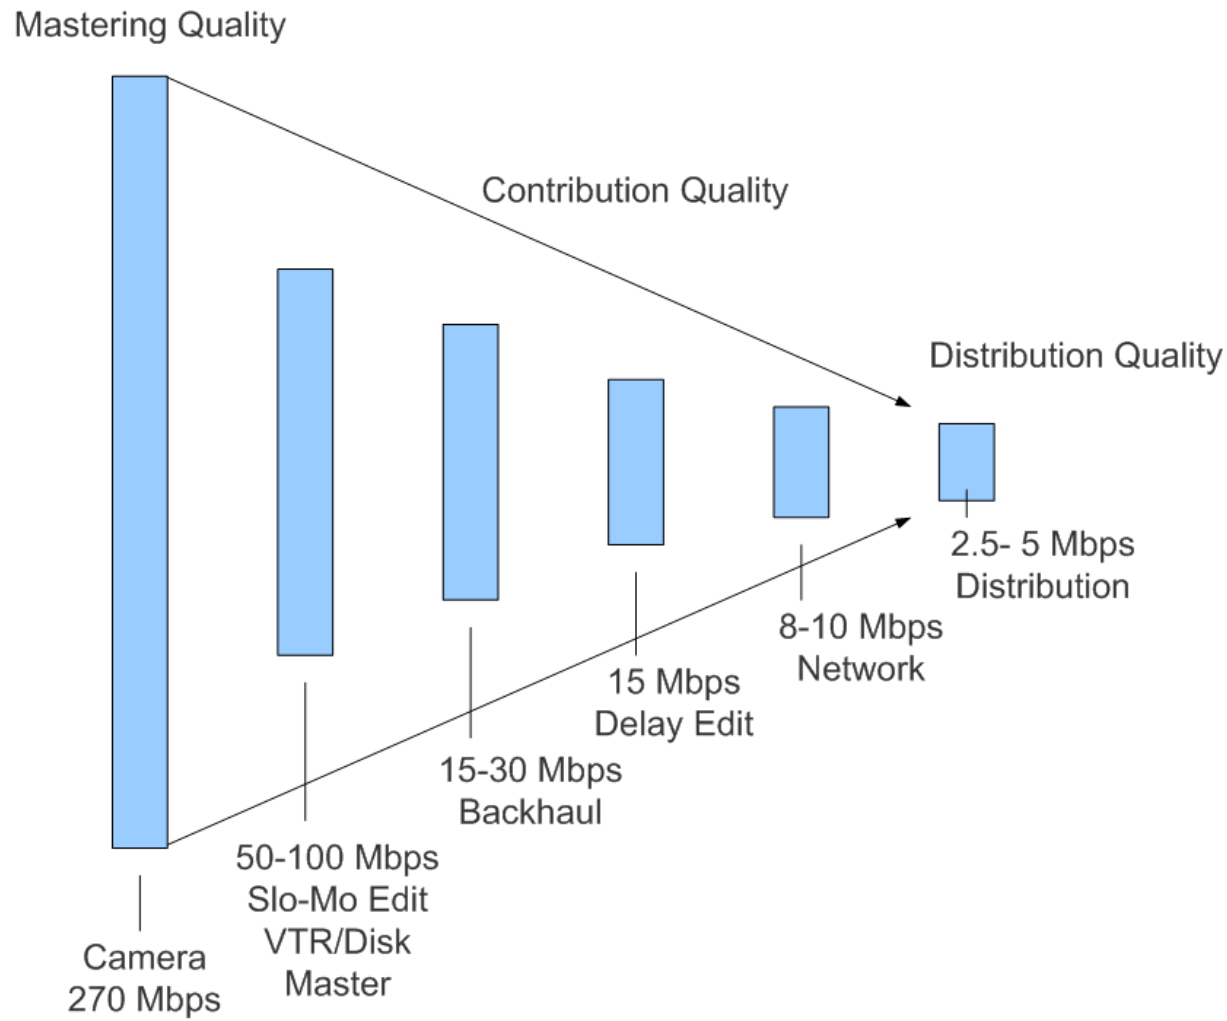 Mastering Quality
Contribution Quality
Distribution Quality
2.5- 5 Mbps
Distribution
8-10 Mbps
Network
15 Mbps
Delay Edit
15-30 Mbps
Backhaul
50-100 Mbps
Slo-Mo Edit
VTR/Disk
Master
Camera
270 Mbps